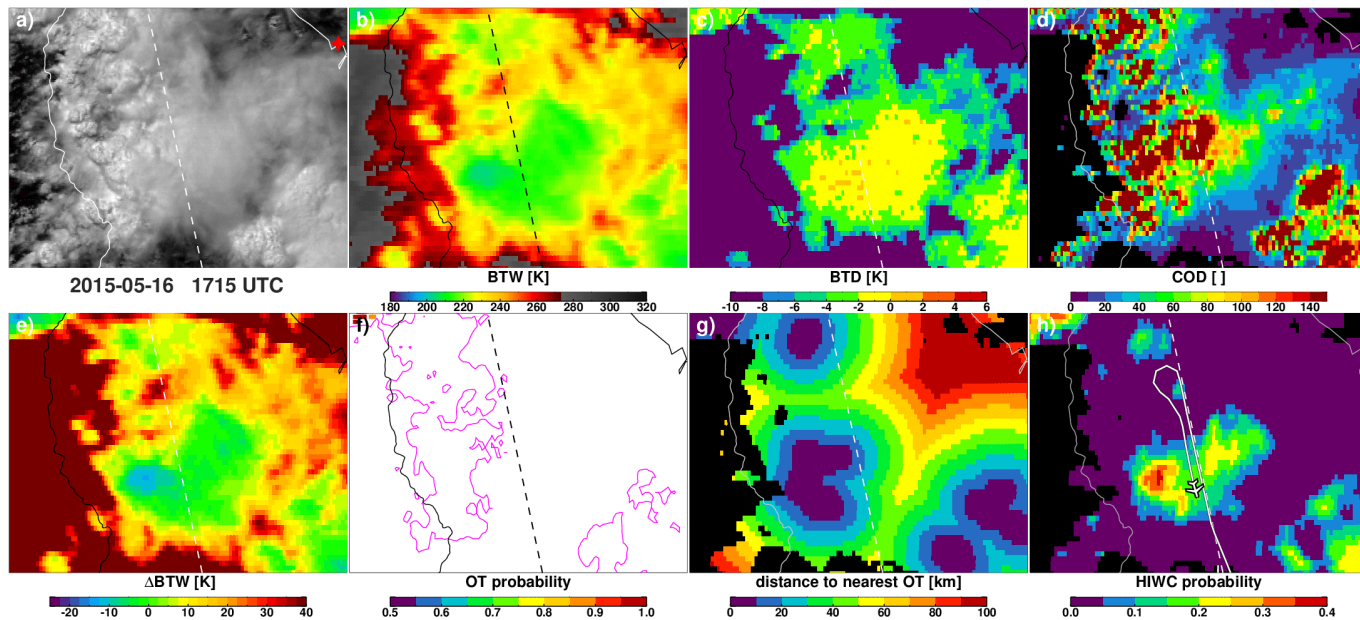 a)
b)
c)
d)
2015-05-16 1715 UTC
BTW [K]
180 200 220 240 260 280 300 320
BTD [K]
-10 -8 -6 -4 -2 0 2 4 6
COD [ ]
0 20 40 60 80 100 120 140
e)
f)
g)
h)
ΔBTW [K]
-20 -10 0 10 20 30 40
OT probability
0.5 0.6 0.7 0.8 0.9 1.0
distance to nearest OT [km]
0 20 40 60 80 100
HIWC probability
0.0 0.1 0.2 0.3 0.4